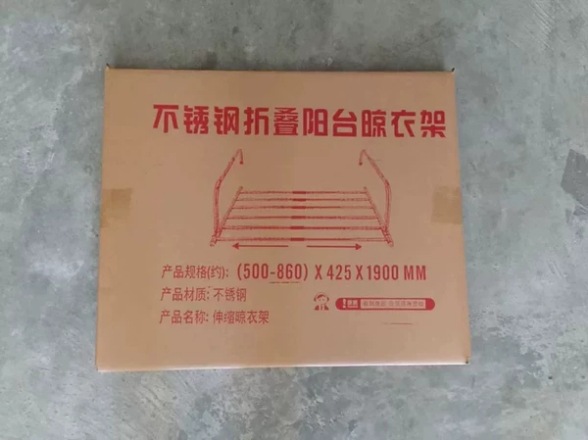 不锈钢折叠阳台晾衣架
产品规格(约): (500-860) X 425 X 1900 MM
产品材质: 不锈钢
产品名称: 伸缩晾衣架